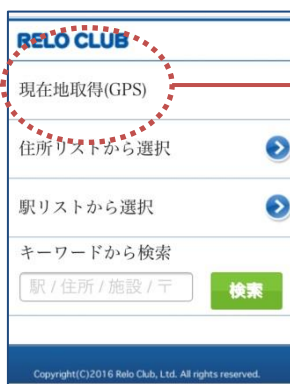 RELO CLUB
現在地取得(GPS)
住所リストから選択
駅リストから選択
キーワードから検索
駅 / 住所 / 施設 / 〒
検索
Copyright(C)2016 Relo Club, Ltd. All rights reserved.